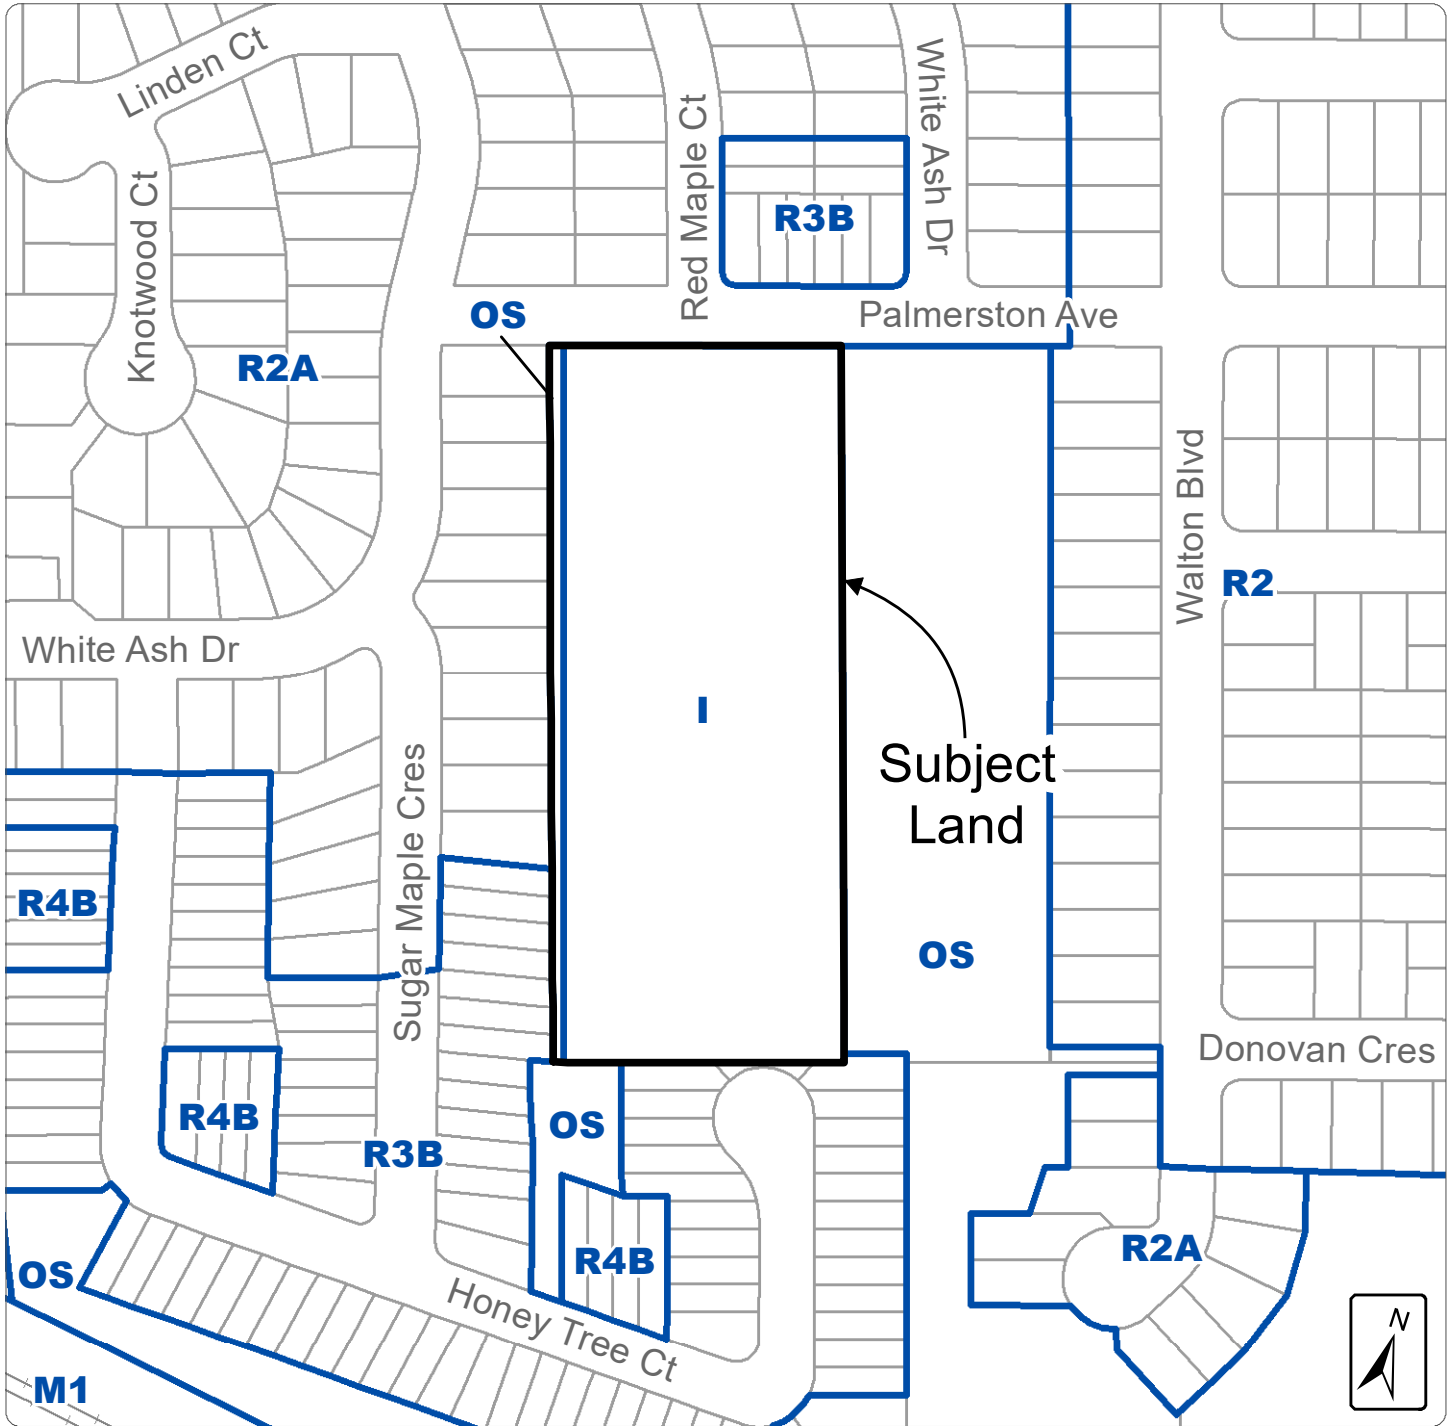 Linden Ct
White Ash Dr
Red Maple Ct
Knotwood Ct
R3B
OS
Palmerston Ave
R2A
Walton Blvd
R2
White Ash Dr
I
Subject
Land
Sugar Maple Cres
R4B
OS
Donovan Cres
R4B
OS
R3B
R2A
R4B
OS
Honey Tree Ct
N
M1